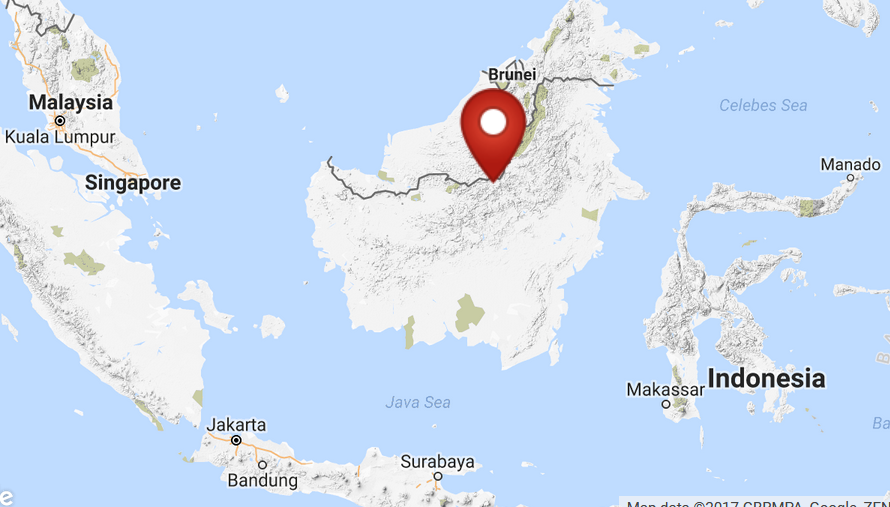 Brunei
Celebes Sea
Malaysia
Kuala Lumpur
Manado
Singapore
Indonesia
Makassar
Java Sea
Jakarta
Surabaya
Bandung